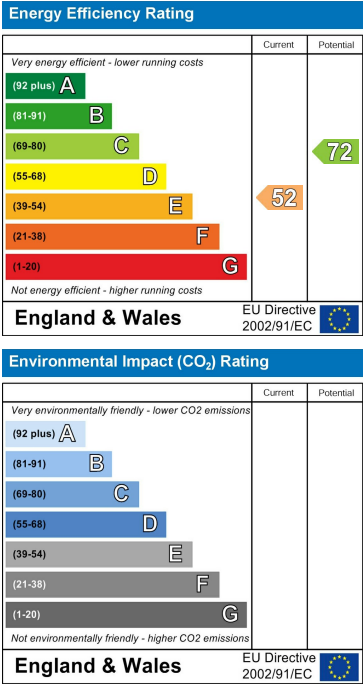 Energy Efficiency Rating
Current Potential
Very energy efficient - lower running costs
(92 plus) A
(81-91) B
(69-80) C
72
(55-68) D
(39-54) E
52
(21-38) F
(1-20) G
Not energy efficient - higher running costs
England & Wales
EU Directive
2002/91/EC
Environmental Impact (CO₂) Rating
Current Potential
Very environmentally friendly - lower CO2 emissions
(92 plus) A
(81-91) B
(69-80) C
(55-68) D
(39-54) E
(21-38) F
(1-20) G
Not environmentally friendly - higher CO2 emissions
England & Wales
EU Directive
2002/91/EC